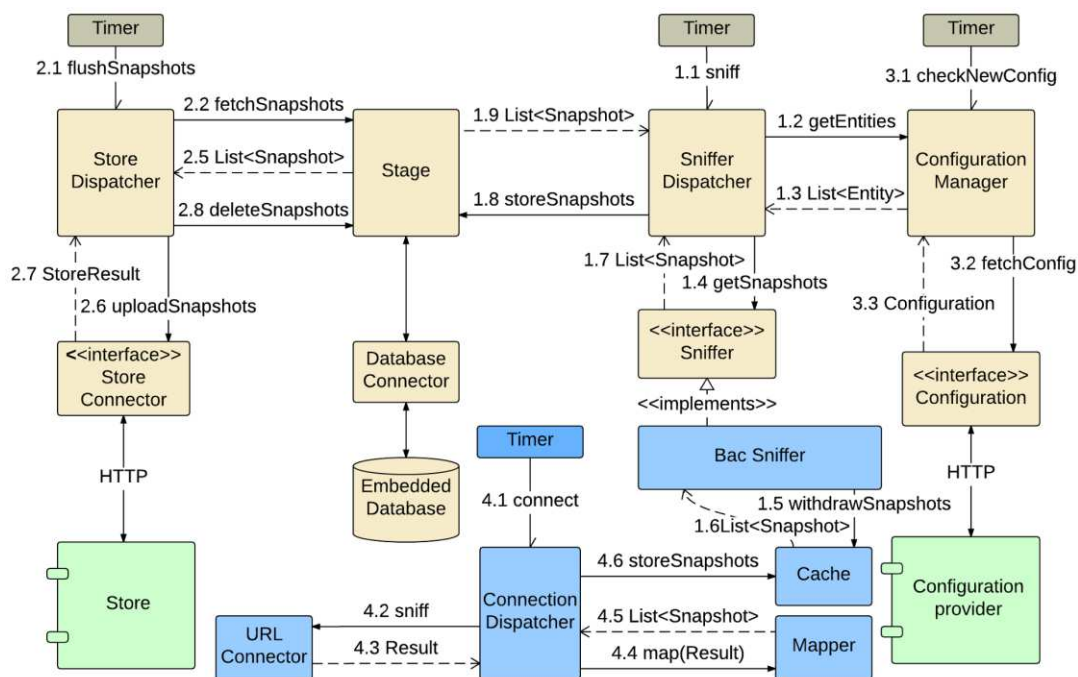 Timer
Timer
Timer
2.1 flushSnapshots
1.1 sniff
3.1 checkNewConfig
2.2 fetchSnapshots
1.9 List<Snapshot>
1.2 getEntities
Store
Dispatcher
2.5 List<Snapshot>
Stage
Sniffer
Dispatcher
Configuration
Manager
1.3 List<Entity>
2.8 deleteSnapshots
1.8 storeSnapshots
2.7 StoreResult
1.7 List<Snapshot>
3.2 fetchConfig
1.4 getSnapshots
2.6 uploadSnapshots
3.3 Configuration
<<interface>>
Sniffer
<<interface>>
Store
Connector
Database
Connector
<<interface>>
Configuration
<<implements>>
Timer
Bac Sniffer
HTTP
HTTP
Embedded
Database
4.1 connect
1.5 withdrawSnapshots
1.6List<Snapshot>
4.6 storeSnapshots
Cache
Store
Connection
Dispatcher
Configuration
provider
4.2 sniff
4.5 List<Snapshot>
URL
Connector
4.3 Result
4.4 map(Result)
Mapper